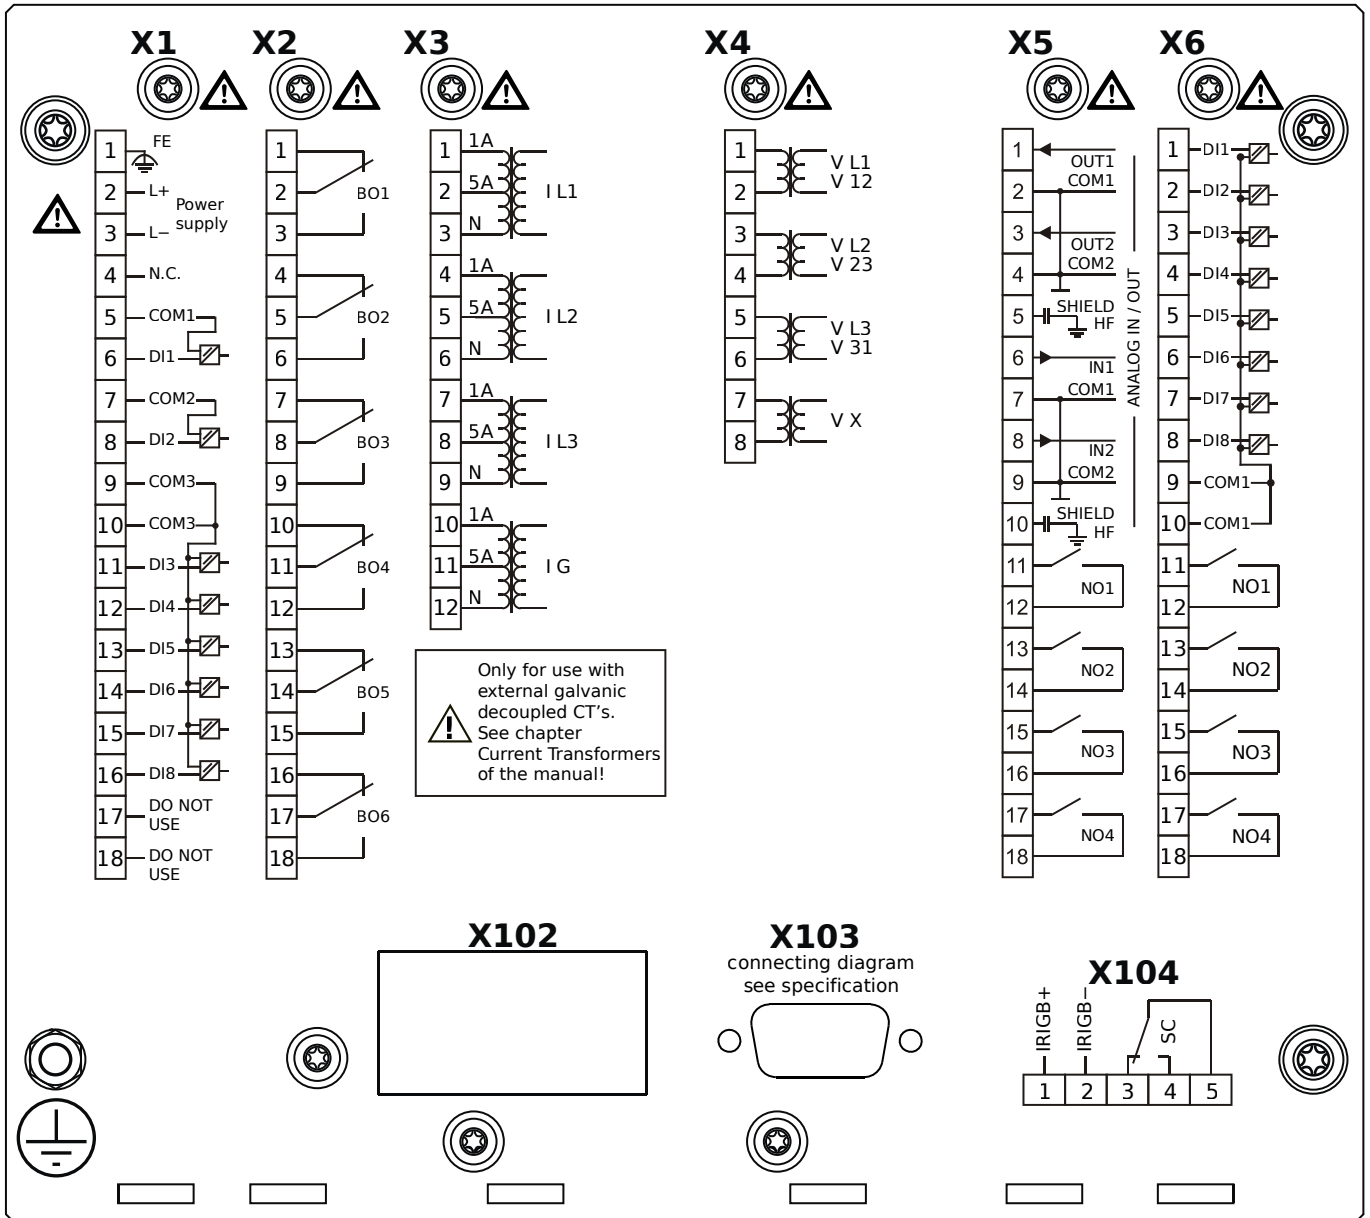 X1
X2
X3
X4
X5
X6
1 FE
2 L+
Power
supply
3 L−
4 N.C.
5 COM1
6 DI1
7 COM2
8 DI2
9 COM3
10 COM3
11 DI3
12 DI4
13 DI5
14 DI6
15 DI7
16 DI8
17 DO NOT
USE
18 DO NOT
USE
1
2 BO1
3
4
5 BO2
6
7
8 BO3
9
10
11 BO4
12
13
14 BO5
15
16
17 BO6
18
1 1A
2 5A I L1
3 N
4 1A
5 5A I L2
6 N
7 1A
8 5A I L3
9 N
10 1A
11 5A I G
12 N
Only for use with
external galvanic
decoupled CT's.
See chapter
Current Transformers
of the manual!
1 V L1
2 V 12
3 V L2
4 V 23
5 V L3
6 V 31
7 V X
8
1 OUT1
2 COM1
3 OUT2
4 COM2
5 SHIELD
HF
6 IN1
7 COM1
8 IN2
9 COM2
10 SHIELD
HF
ANALOG IN / OUT
11
NO1
12
13
NO2
14
15
NO3
16
17
NO4
18
1 DI1
2 DI2
3 DI3
4 DI4
5 DI5
6 DI6
7 DI7
8 DI8
9 COM1
10 COM1
11
NO1
12
13
NO2
14
15
NO3
16
17
NO4
18
X102
X103
connecting diagram
see specification
X104
IRIGB+
IRIGB−
SC
1 2 3 4 5